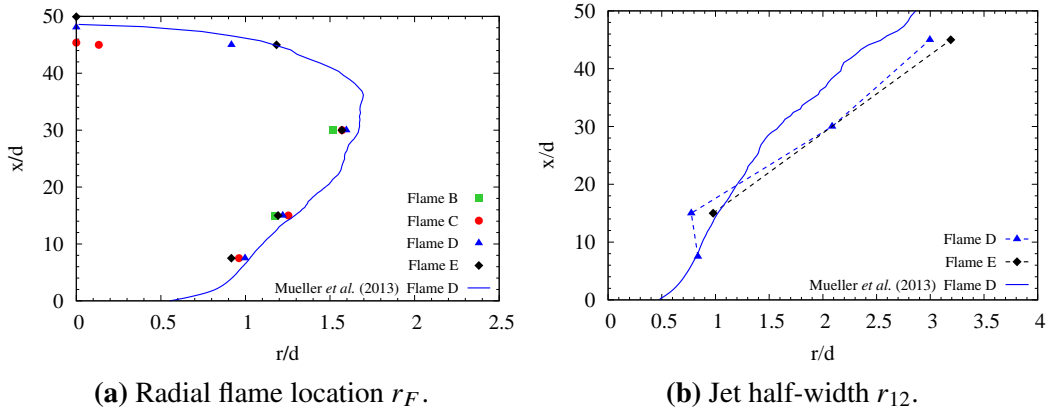 50
40
30
20
10
0
x/d
0
0.5
1
1.5
2
2.5
r/d
Flame B
Flame C
Flame D
Flame E
Mueller et al. (2013) Flame D
(a) Radial flame location rF.
50
40
30
20
10
0
x/d
0
0.5
1
1.5
2
2.5
3
3.5
4
r/d
Flame D
Flame E
Mueller et al. (2013) Flame D
(b) Jet half-width r12.